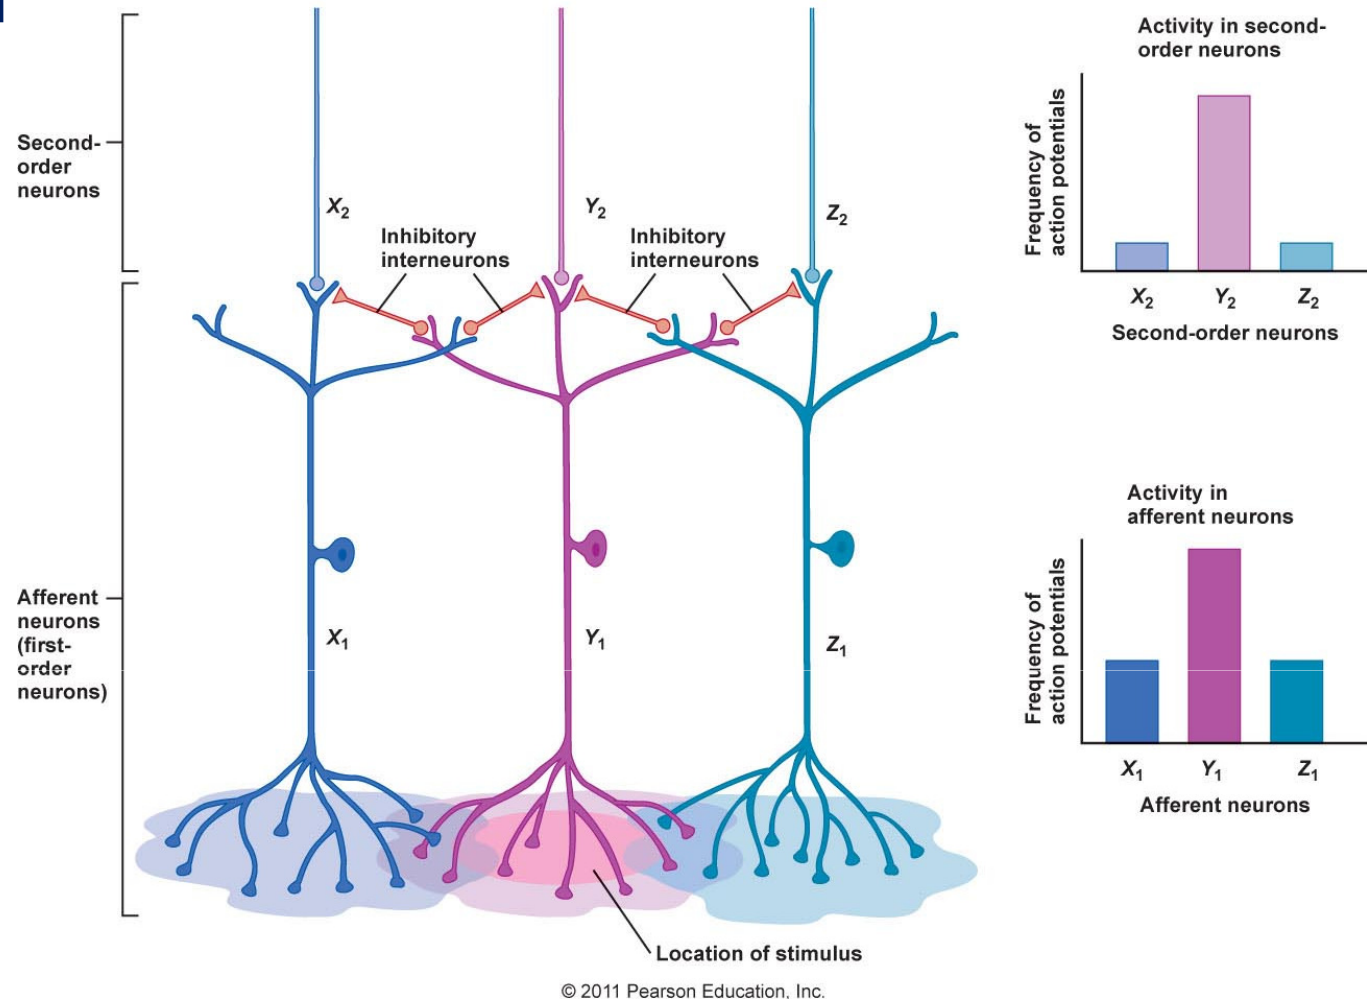 Second-
order
neurons
X₂
Inhibitory
interneurons
Y₂
Inhibitory
interneurons
Z₂
Afferent
neurons
(first-
order
neurons)
X₁
Y₁
Z₁
Location of stimulus
Activity in second-
order neurons
Frequency of
action potentials
X₂ Y₂ Z₂
Second-order neurons
Activity in
afferent neurons
Frequency of
action potentials
X₁ Y₁ Z₁
Afferent neurons
© 2011 Pearson Education, Inc.